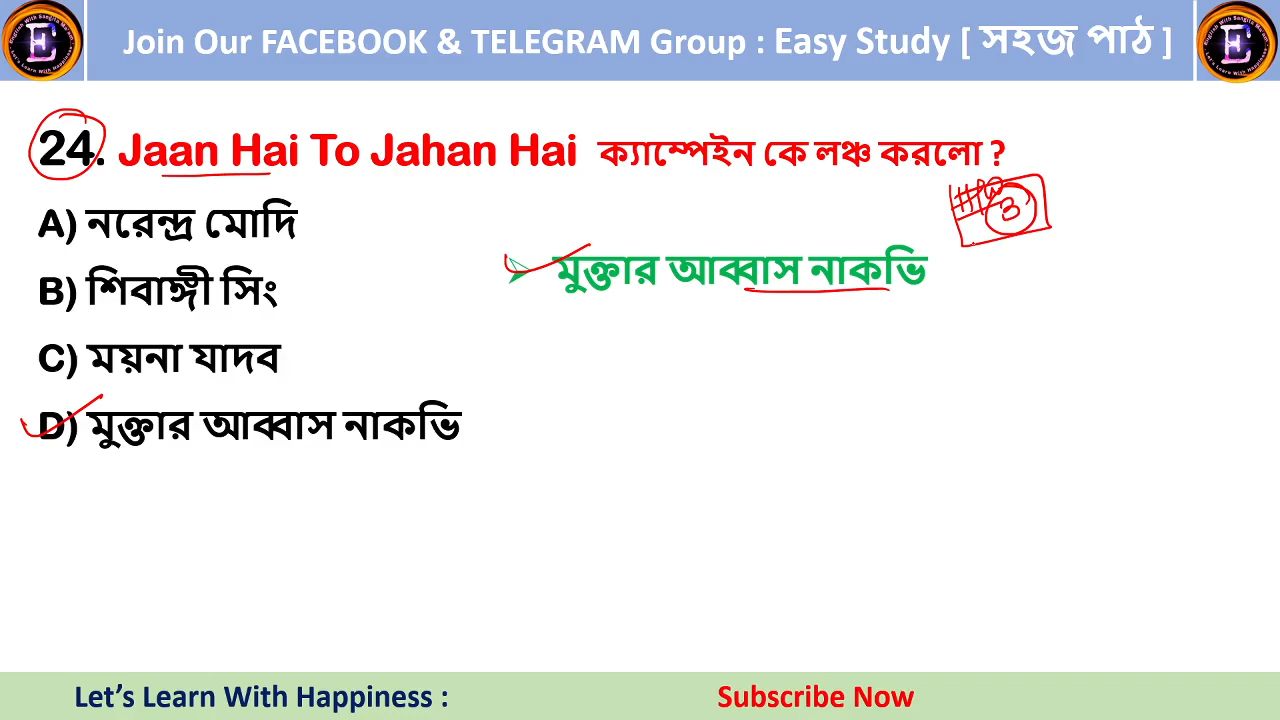 Join Our FACEBOOK & TELEGRAM Group : Easy Study [ সহজ পাঠ ]
24. Jaan Hai To Jahan Hai ক্যাম্পেইন কে লঞ্চ করলো ?
A) নরেন্দ্র মোদি
B) শিবাঙ্গী সিং
C) ময়না যাদব
D) মুক্তার আব্বাস নাকভি
মুক্তার আব্বাস নাকভি
Let's Learn With Happiness :
Subscribe Now